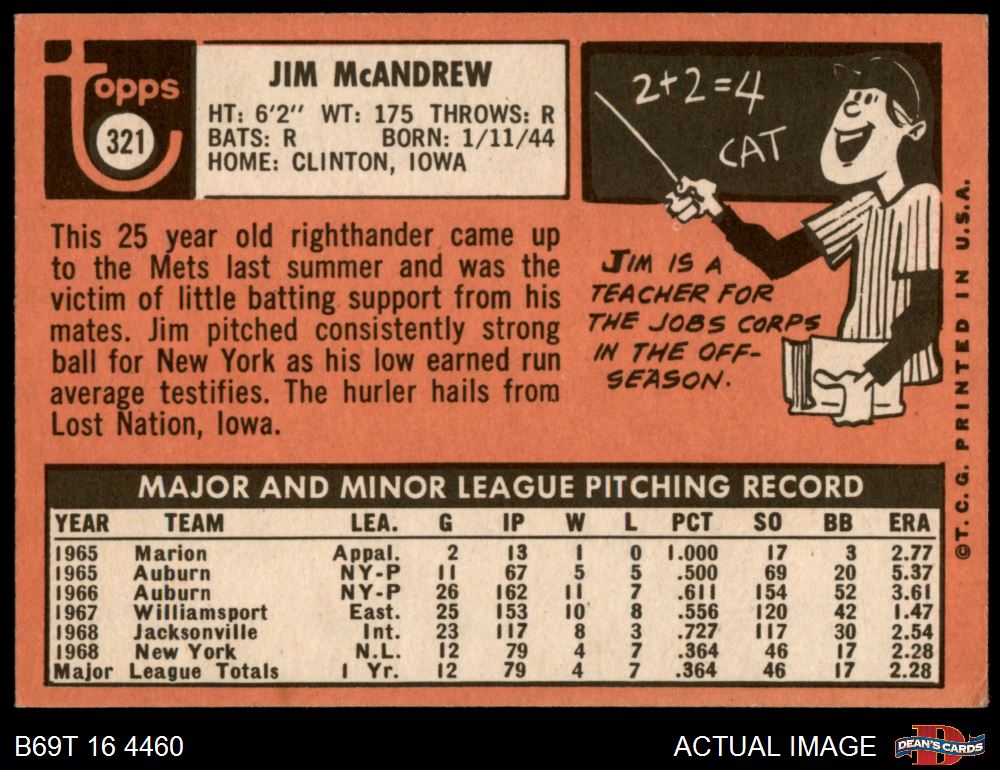 Topps
321
JIM McANDREW
HT: 6'2" WT: 175 THROWS: R
BATS: R BORN: 1/11/44
HOME: CLINTON, IOWA
2+2=4
CAT
This 25 year old righthander came up
to the Mets last summer and was the
victim of little batting support from his
mates. Jim pitched consistently strong
ball for New York as his low earned run
average testifies. The hurler hails from
Lost Nation, Iowa.
JIM IS A
TEACHER FOR
THE JOBS CORPS
IN THE OFF-
SEASON.
©T. C. G. PRINTED IN U.S.A.
MAJOR AND MINOR LEAGUE PITCHING RECORD
YEAR TEAM LEA. G IP W L PCT SO BB ERA
1965 Marion Appal. 2 13 1 0 1.000 17 3 2.77
1965 Auburn NY-P 11 67 5 5 .500 69 20 5.37
1966 Auburn NY-P 26 162 11 7 .611 154 52 3.61
1967 Williamsport East. 25 153 10 8 .556 120 42 1.47
1968 Jacksonville Int. 23 117 8 3 .727 117 30 2.54
1968 New York N.L. 12 79 4 7 .364 46 17 2.28
Major League Totals 1 Yr. 12 79 4 7 .364 46 17 2.28
B69T 16 4460
ACTUAL IMAGE
D
DEAN'S CARDS